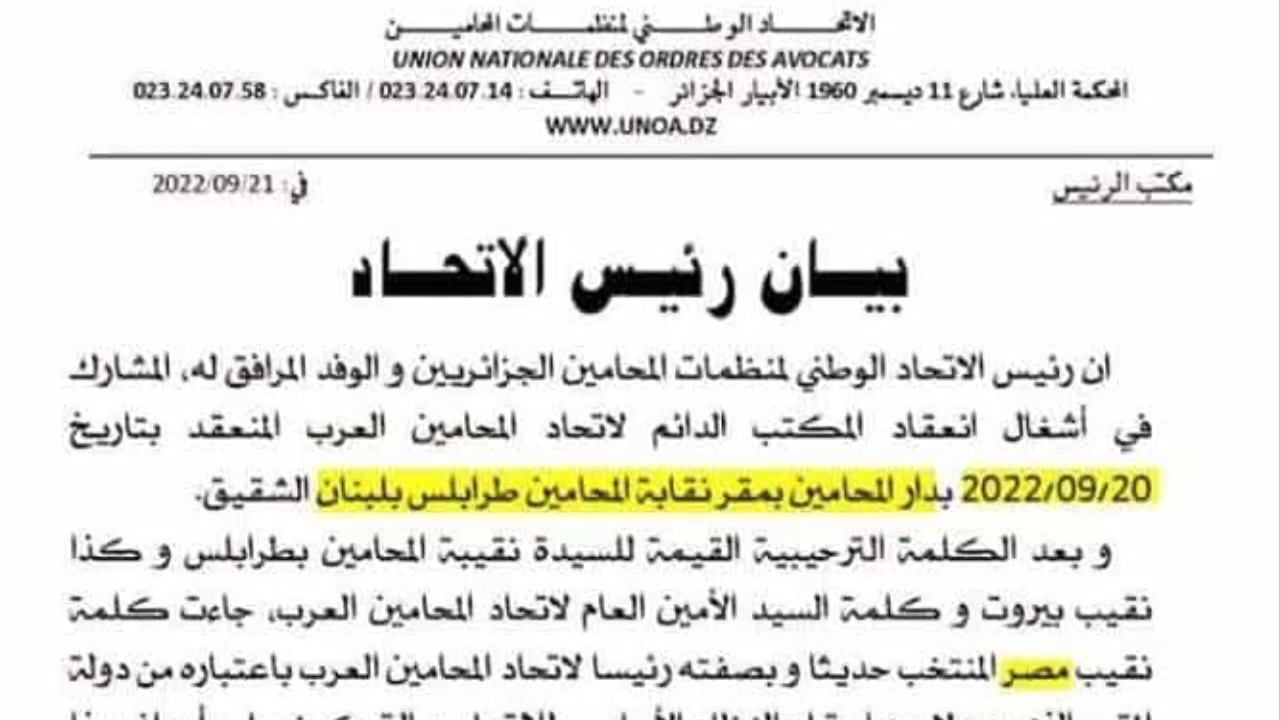 الاتحاد الوطني لمنظمات المحامين
UNION NATIONALE DES ORDRES DES AVOCATS
المحكمة العليا، شارع 11 ديسمبر 1960 الأبيار الجزائر - الهاتف : 023.24.07.14 / الفاكس : 023.24.07.58
WWW.UNOA.DZ
مكتب الرئيس
في : 2022/09/21
بيان رئيس الاتحاد
ان رئيس الاتحاد الوطني لمنظمات المحامين الجزائريين و الوفد المرافق له، المشارك
في أشغال انعقاد المكتب الدائم لاتحاد المحامين العرب المنعقد بتاريخ
2022/09/20 بدار المحامين بمقر نقابة المحامين طرابلس بلبنان الشقيق.
و بعد الكلمة الترحيبية القيمة للسيدة نقيبة المحامين بطرابلس و كذا
نقيب بيروت و كلمة السيد الأمين العام لاتحاد المحامين العرب، جاءت كلمة
نقيب مصر المنتخب حديثا و بصفته رئيسا لاتحاد المحامين العرب باعتباره من دولة